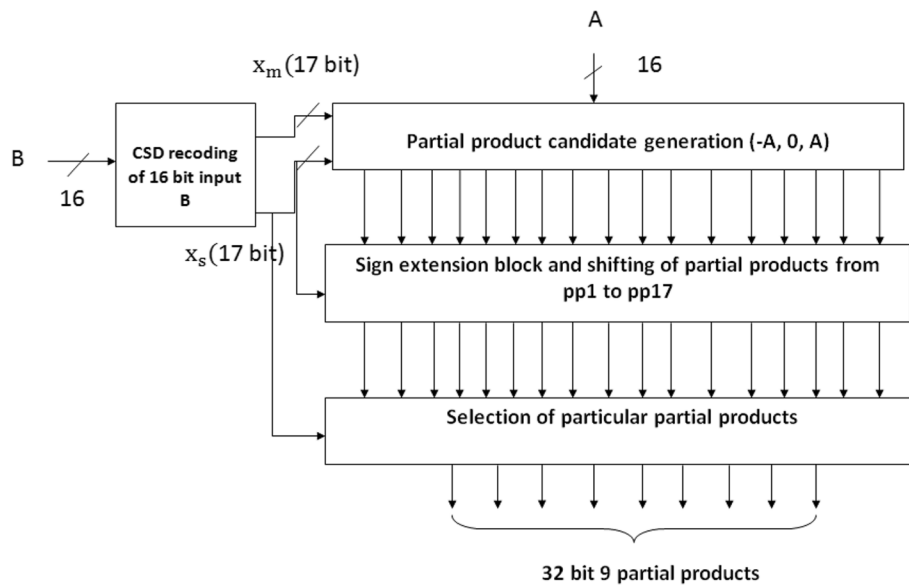 A
16
xm(17 bit)
B
16
CSD recoding
of 16 bit input
B
Partial product candidate generation (-A, 0, A)
xs(17 bit)
Sign extension block and shifting of partial products from
pp1 to pp17
Selection of particular partial products
32 bit 9 partial products